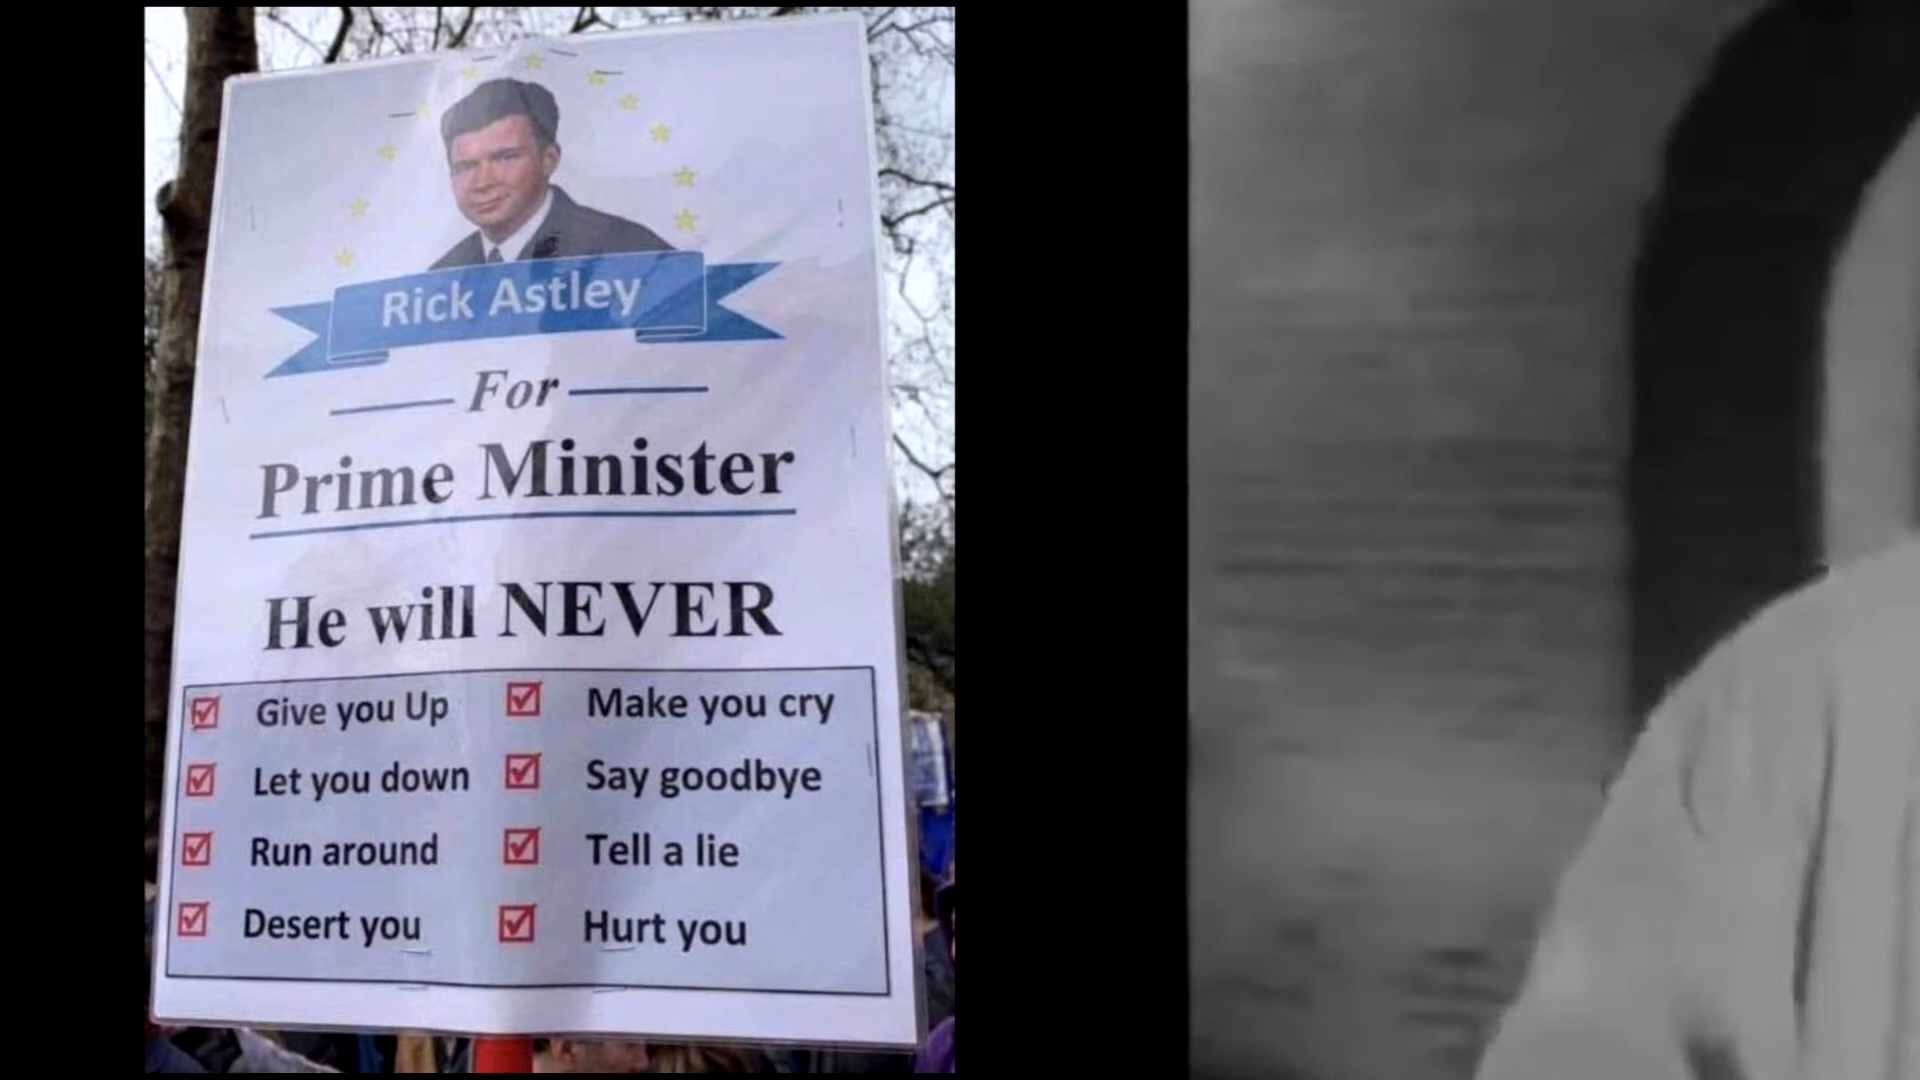 Rick Astley
For
Prime Minister
He will NEVER
Give you Up
Make you cry
Let you down
Say goodbye
Run around
Tell a lie
Desert you
Hurt you